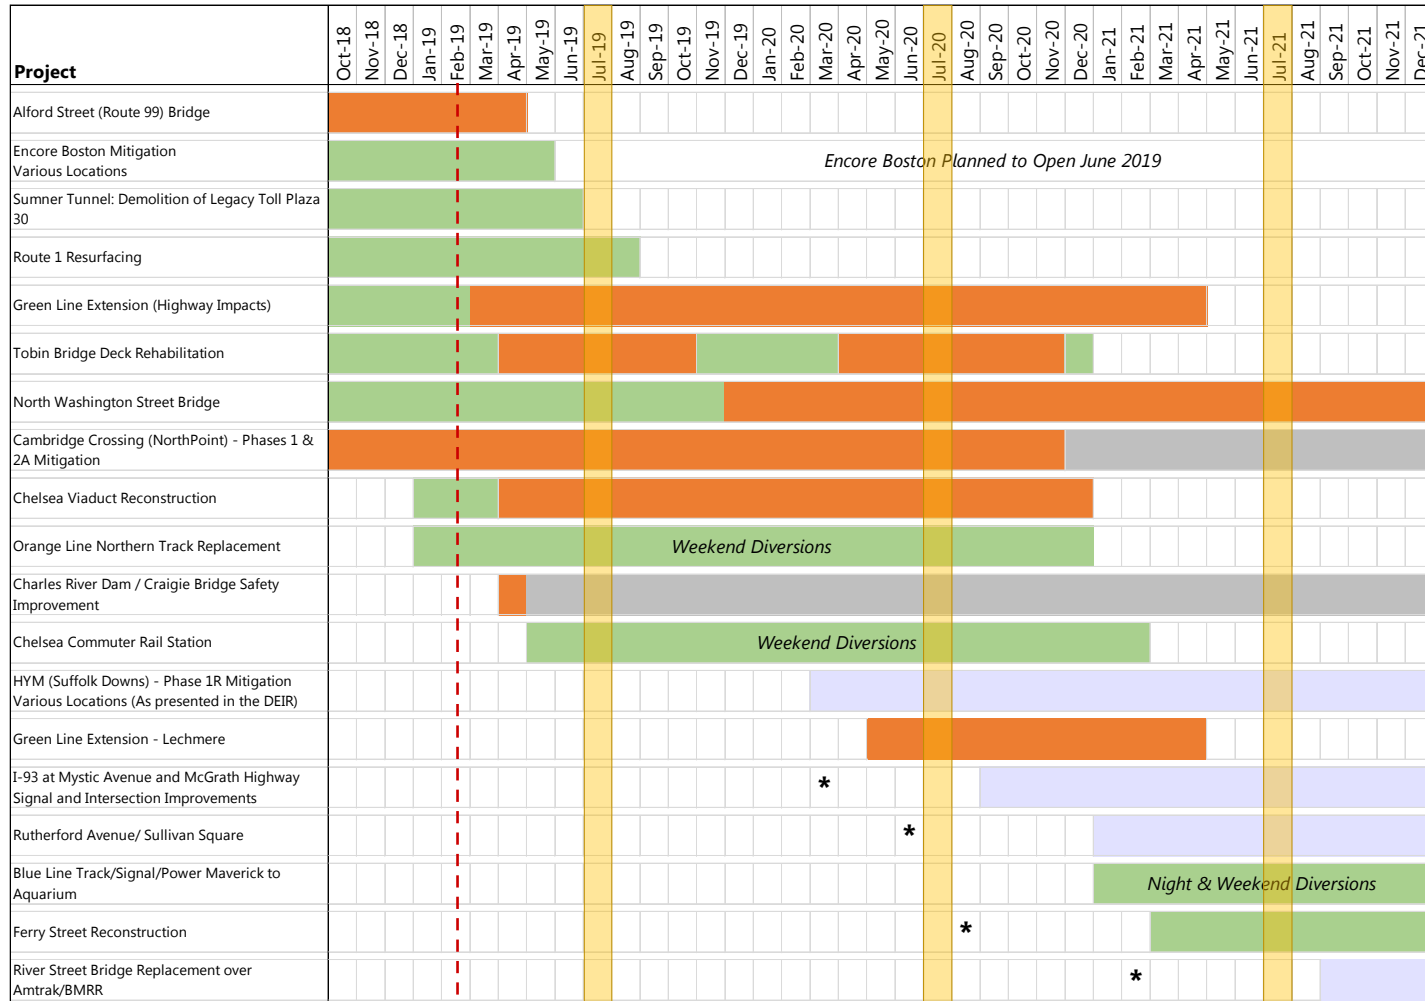 Project
Oct-18 Nov-18 Dec-18 Jan-19 Feb-19 Mar-19 Apr-19 May-19 Jun-19 Jul-19 Aug-19 Sep-19 Oct-19 Nov-19 Dec-19 Jan-20 Feb-20 Mar-20 Apr-20 May-20 Jun-20 Jul-20 Aug-20 Sep-20 Oct-20 Nov-20 Dec-20 Jan-21 Feb-21 Mar-21 Apr-21 May-21 Jun-21 Jul-21 Aug-21 Sep-21 Oct-21 Nov-21 Dec-21
Alford Street (Route 99) Bridge
Encore Boston Mitigation
Various Locations
Encore Boston Planned to Open June 2019
Sumner Tunnel: Demolition of Legacy Toll Plaza
30
Route 1 Resurfacing
Green Line Extension (Highway Impacts)
Tobin Bridge Deck Rehabilitation
North Washington Street Bridge
Cambridge Crossing (NorthPoint) - Phases 1 &
2A Mitigation
Chelsea Viaduct Reconstruction
Orange Line Northern Track Replacement
Weekend Diversions
Charles River Dam / Craigie Bridge Safety
Improvement
Chelsea Commuter Rail Station
Weekend Diversions
HYM (Suffolk Downs) - Phase 1R Mitigation
Various Locations (As presented in the DEIR)
Green Line Extension - Lechmere
I-93 at Mystic Avenue and McGrath Highway
Signal and Intersection Improvements
*
Rutherford Avenue/ Sullivan Square
*
Blue Line Track/Signal/Power Maverick to
Aquarium
Night & Weekend Diversions
Ferry Street Reconstruction
*
River Street Bridge Replacement over
Amtrak/BMRR
*